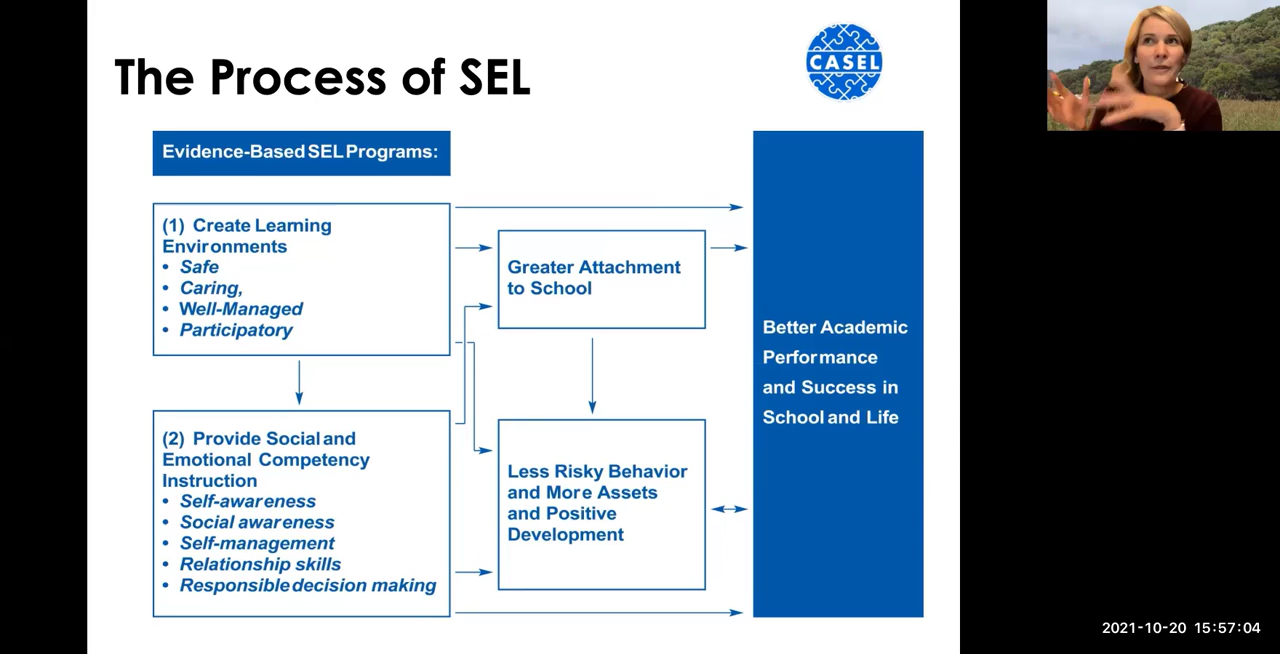 The Process of SEL
CASEL
Evidence-Based SEL Programs:
(1) Create Learning
Environments
• Safe
• Caring,
• Well-Managed
• Participatory
(2) Provide Social and
Emotional Competency
Instruction
• Self-awareness
• Social awareness
• Self-management
• Relationship skills
• Responsible decision making
Greater Attachment
to School
Less Risky Behavior
and More Assets
and Positive
Development
Better Academic
Performance
and Success in
School and Life
2021-10-20 15:57:04